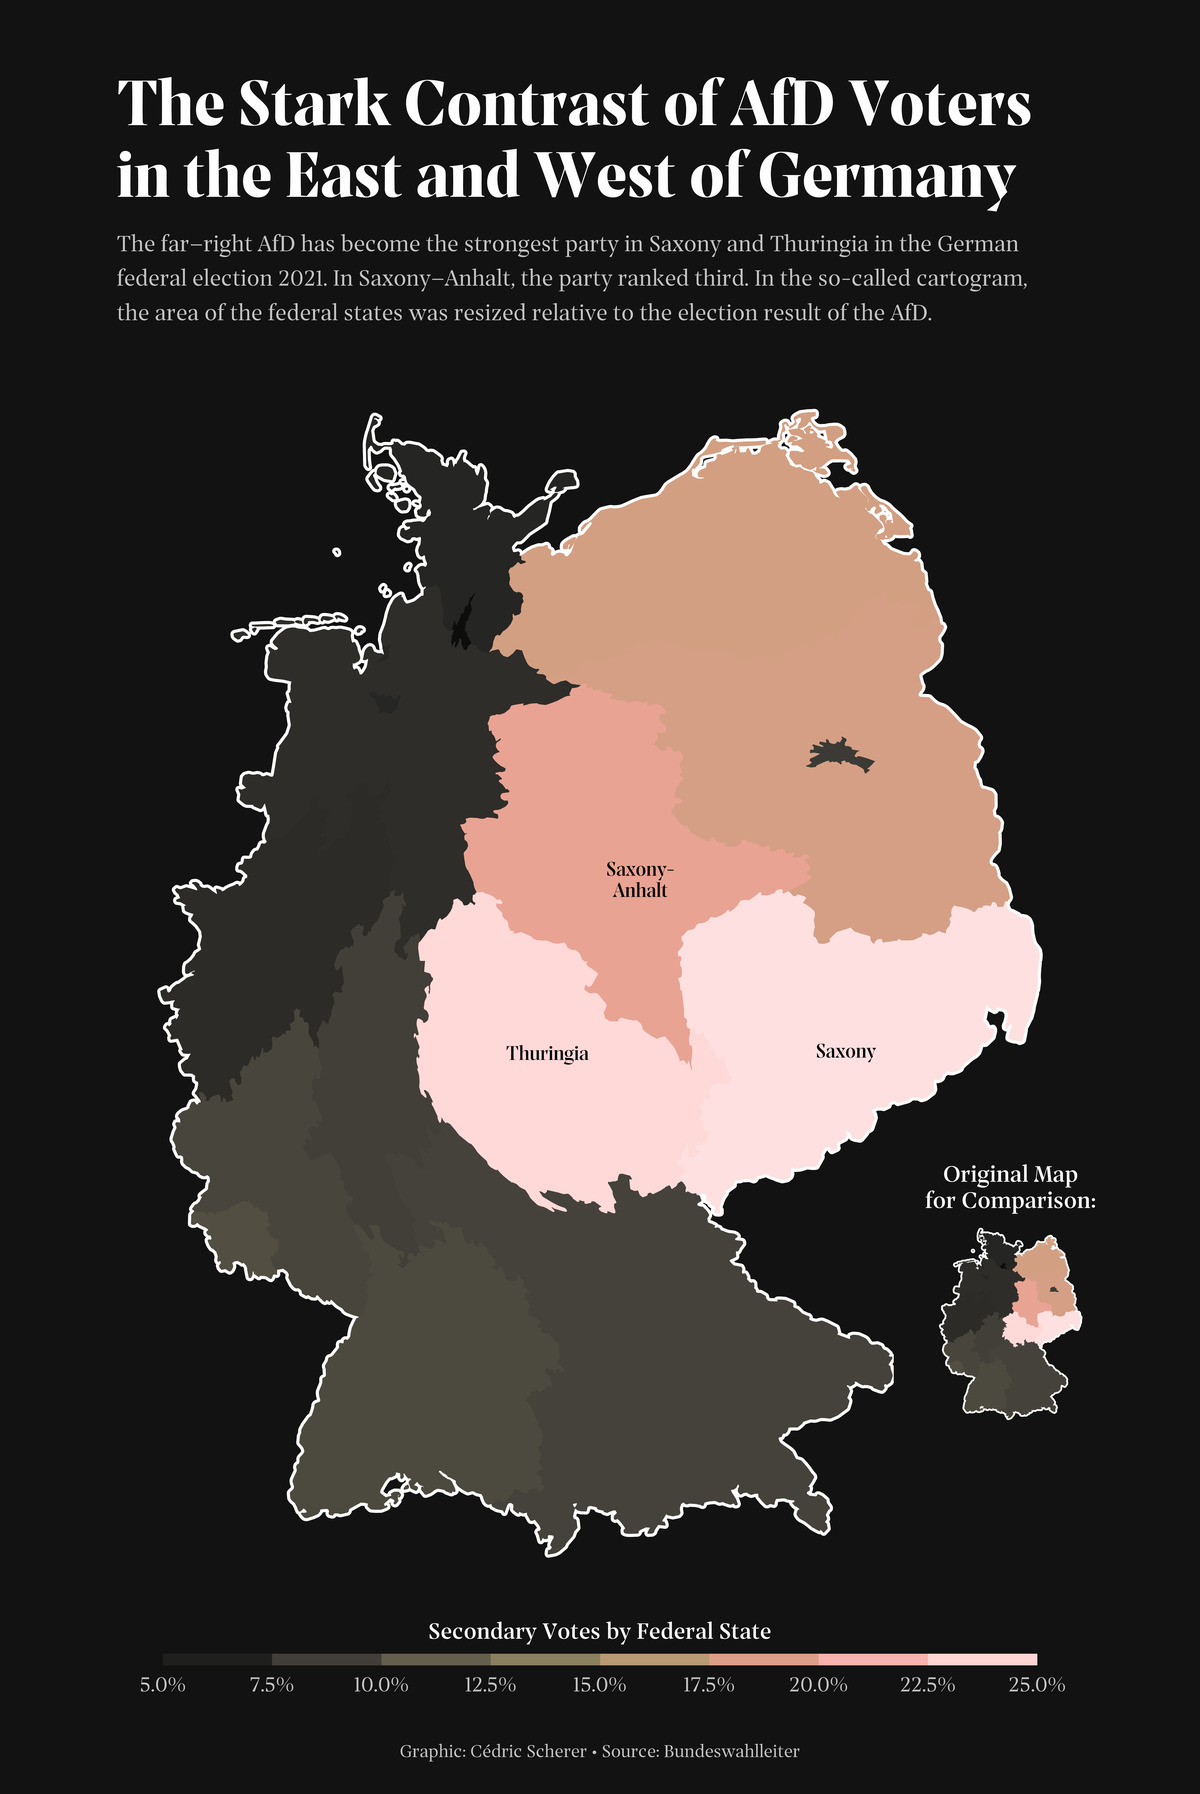 The Stark Contrast of AfD Voters
in the East and West of Germany
The far–right AfD has become the strongest party in Saxony and Thuringia in the German
federal election 2021. In Saxony–Anhalt, the party ranked third. In the so-called cartogram,
the area of the federal states was resized relative to the election result of the AfD.
Saxony-
Anhalt
Thuringia
Saxony
Original Map
for Comparison:
Secondary Votes by Federal State
5.0% 7.5% 10.0% 12.5% 15.0% 17.5% 20.0% 22.5% 25.0%
Graphic: Cédric Scherer • Source: Bundeswahlleiter